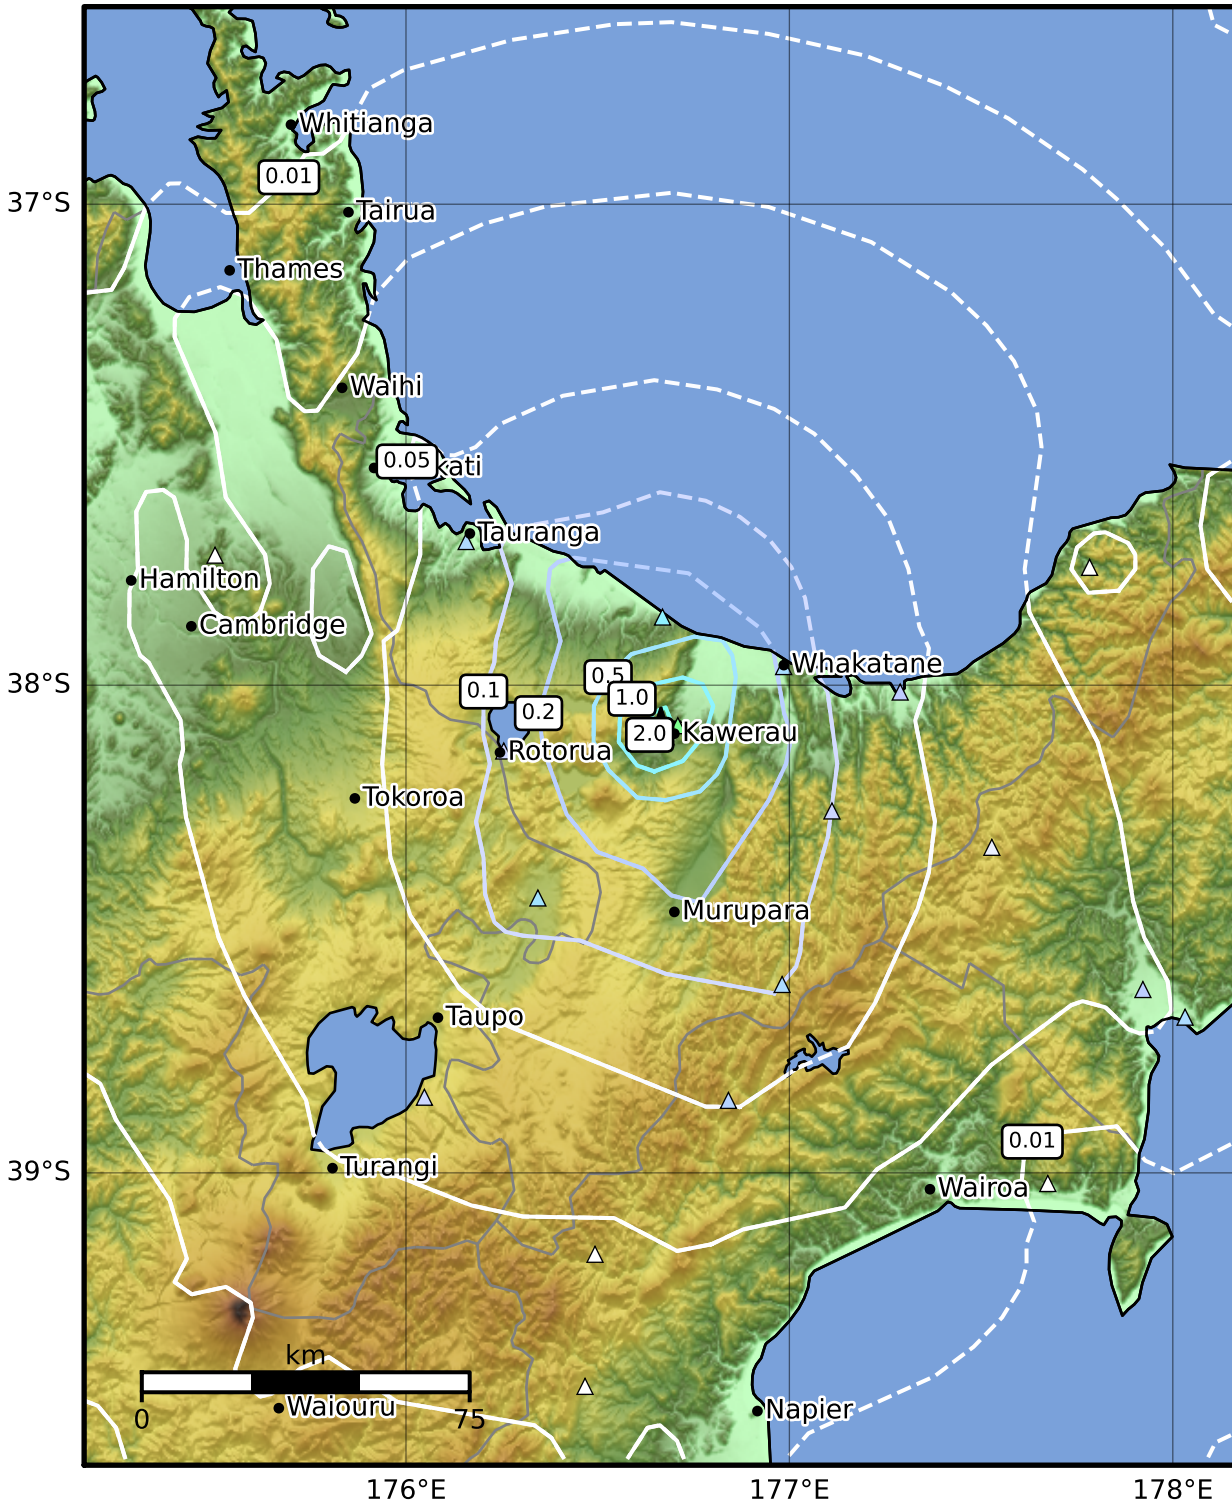 Whitianga
0.01
37°S
Tairua
Thames
Waihi
0.05
kati
Tauranga
Hamilton
Cambridge
Whakatane
38°S
0.5
0.1
1.0
0.2
2.0
Kawerau
Rotorua
Tokoroa
Murupara
Taupo
0.01
Turangi
39°S
Wairoa
km
0
75
Waiouru
Napier
176°E
177°E
178°E